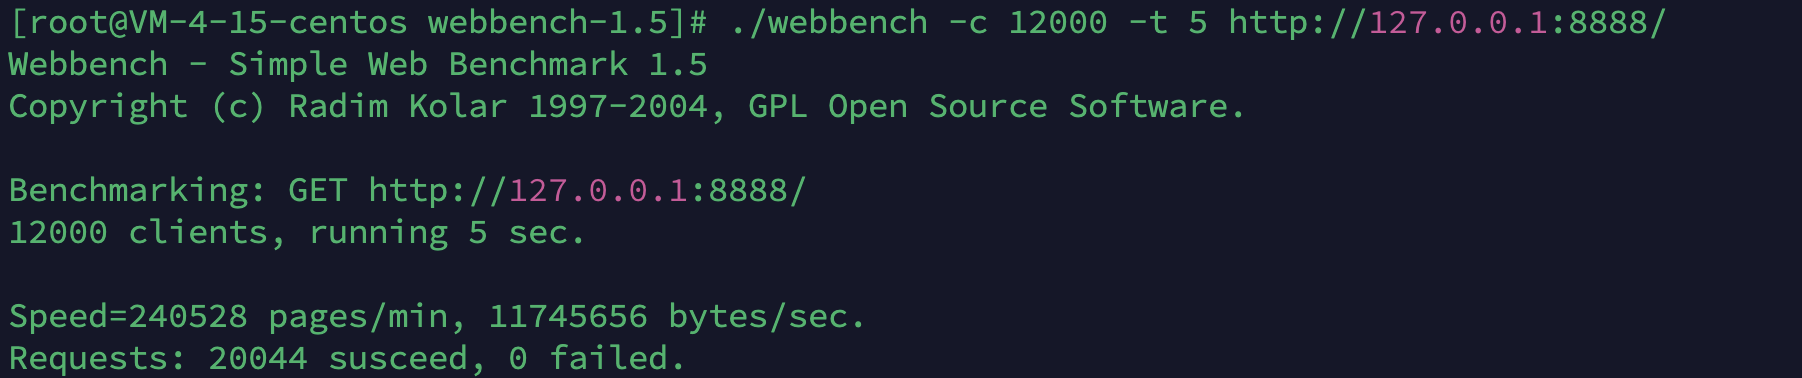 [root@VM-4-15-centos webbench-1.5]# ./webbench -c 12000 -t 5 http://127.0.0.1:8888/
Webbench - Simple Web Benchmark 1.5
Copyright (c) Radim Kolar 1997-2004, GPL Open Source Software.
Benchmarking: GET http://127.0.0.1:8888/
12000 clients, running 5 sec.
Speed=240528 pages/min, 11745656 bytes/sec.
Requests: 20044 susceed, 0 failed.